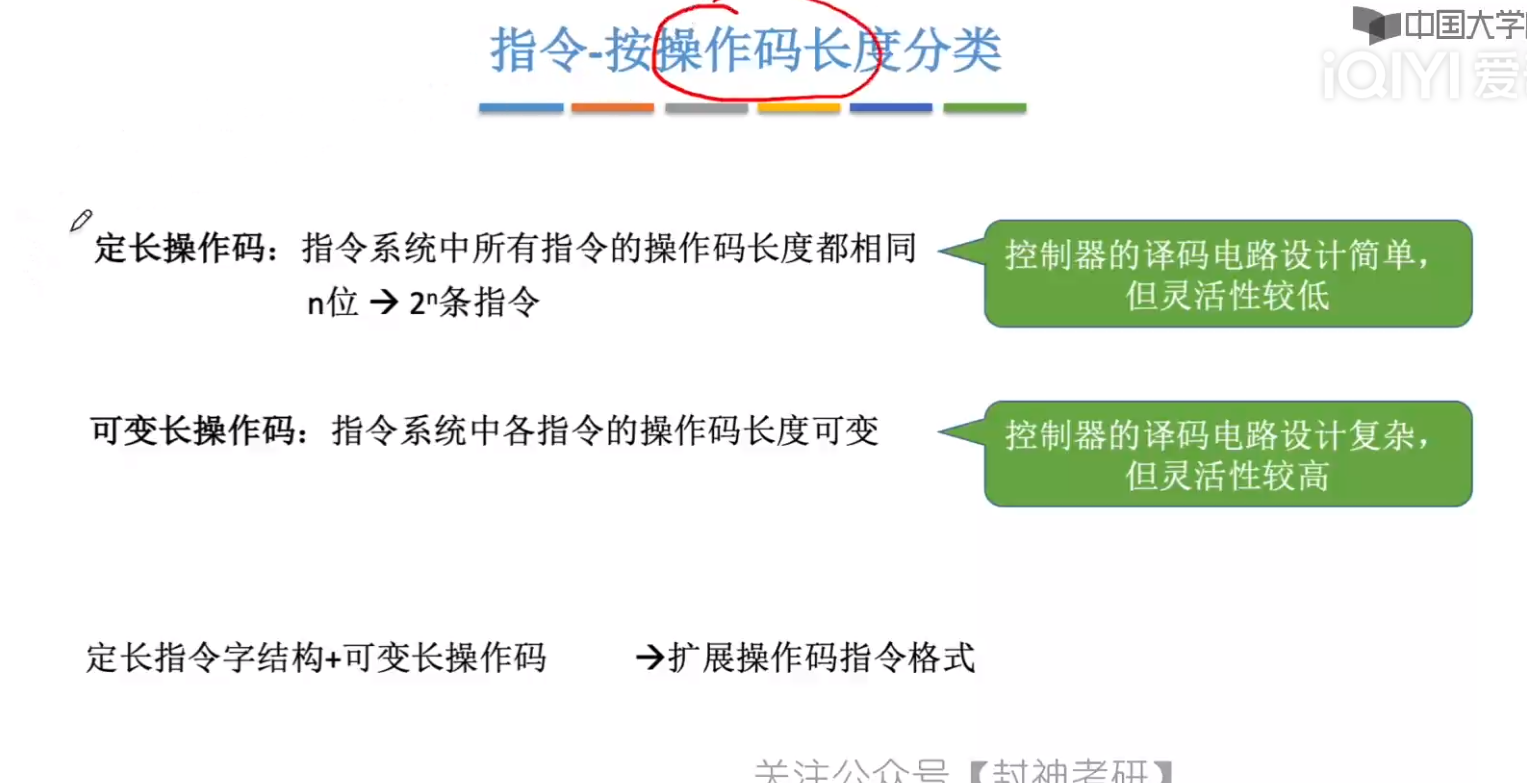 指令-按操作码长度分类
中国大学
iQIYI 爱
定长操作码：指令系统中所有指令的操作码长度都相同
n位 → 2ⁿ条指令
控制器的译码电路设计简单，
但灵活性较低
可变长操作码：指令系统中各指令的操作码长度可变
控制器的译码电路设计复杂，
但灵活性较高
定长指令字结构+可变长操作码 →扩展操作码指令格式
关注公众号【封神考研】